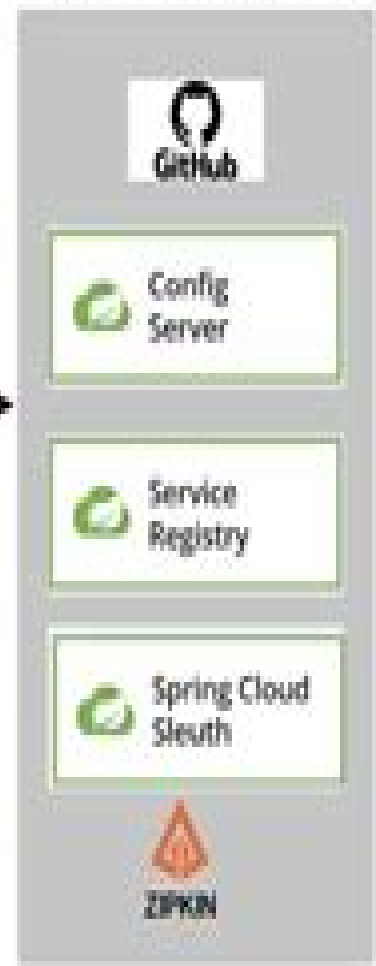 GitHub
Config
Server
Service
Registry
Spring Cloud
Sleuth
ZIPKIN